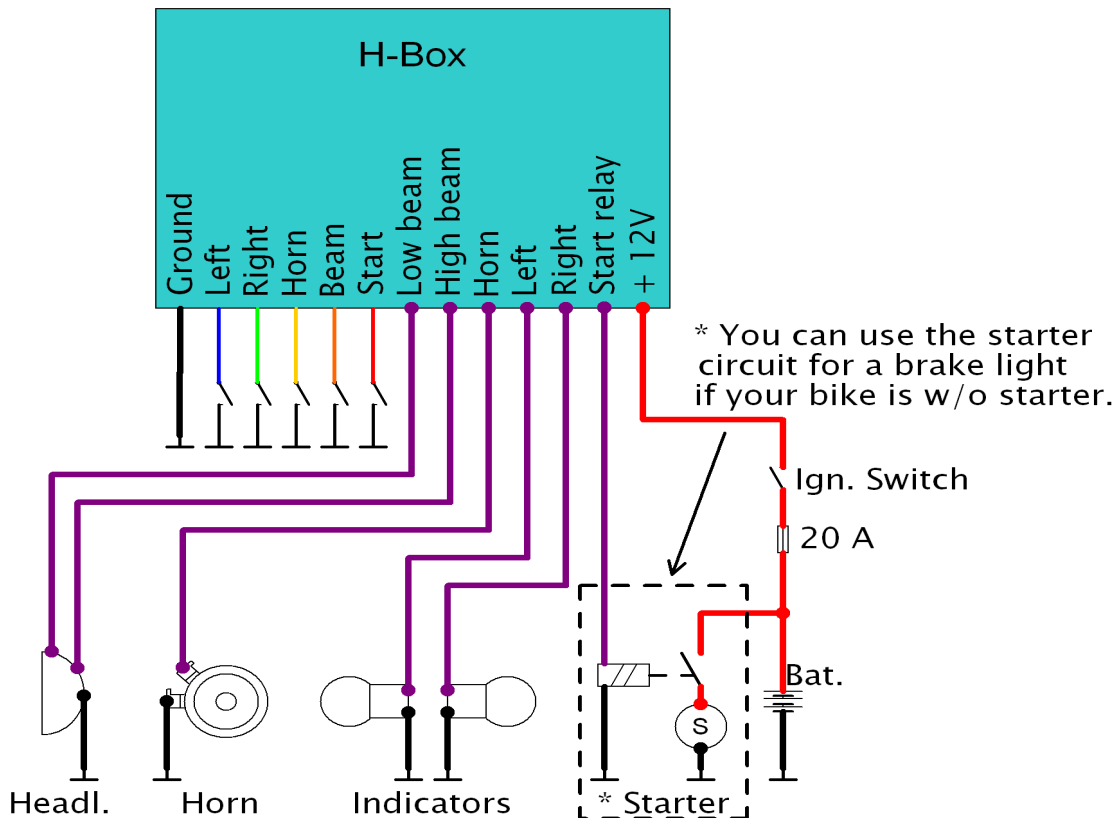 H-Box
Ground
Left
Right
Horn
Beam
Start
Low beam
High beam
Horn
Left
Right
Start relay
+ 12V
* You can use the starter
circuit for a brake light
if your bike is w/o starter.
Ign. Switch
20 A
Bat.
S
Headl.
Horn
Indicators
* Starter